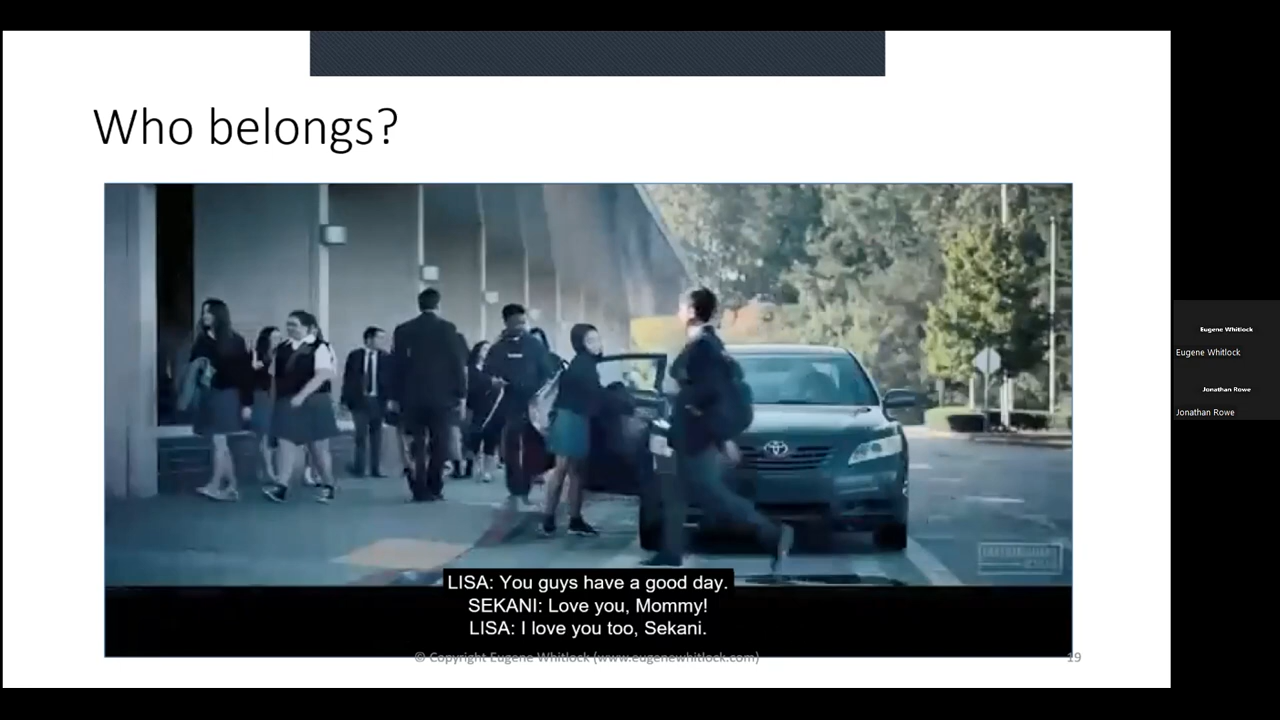 Who belongs?
LISA: You guys have a good day.
SEKANI: Love you, Mommy!
LISA: I love you too, Sekani.
© Copyright Eugene Whitlock (www.eugenewhitlock.com)
19
Eugene Whitlock
Eugene Whitlock
Jonathan Rowe
Jonathan Rowe